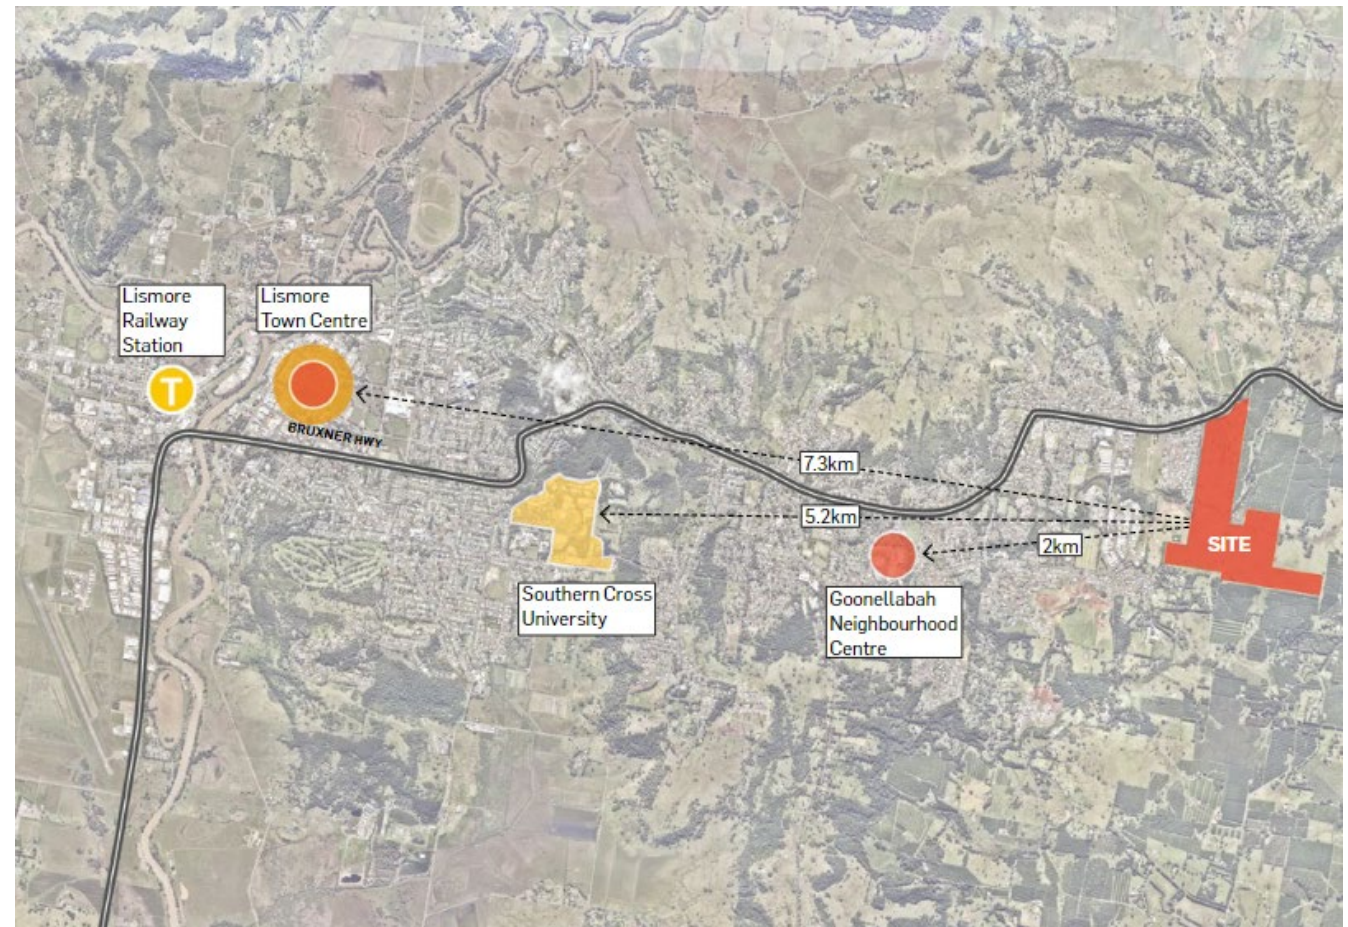 Lismore
Railway
Station
Lismore
Town Centre
T
BRUXNER HWY
7.3km
5.2km
2km
SITE
Southern Cross
University
Goonellabah
Neighbourhood
Centre